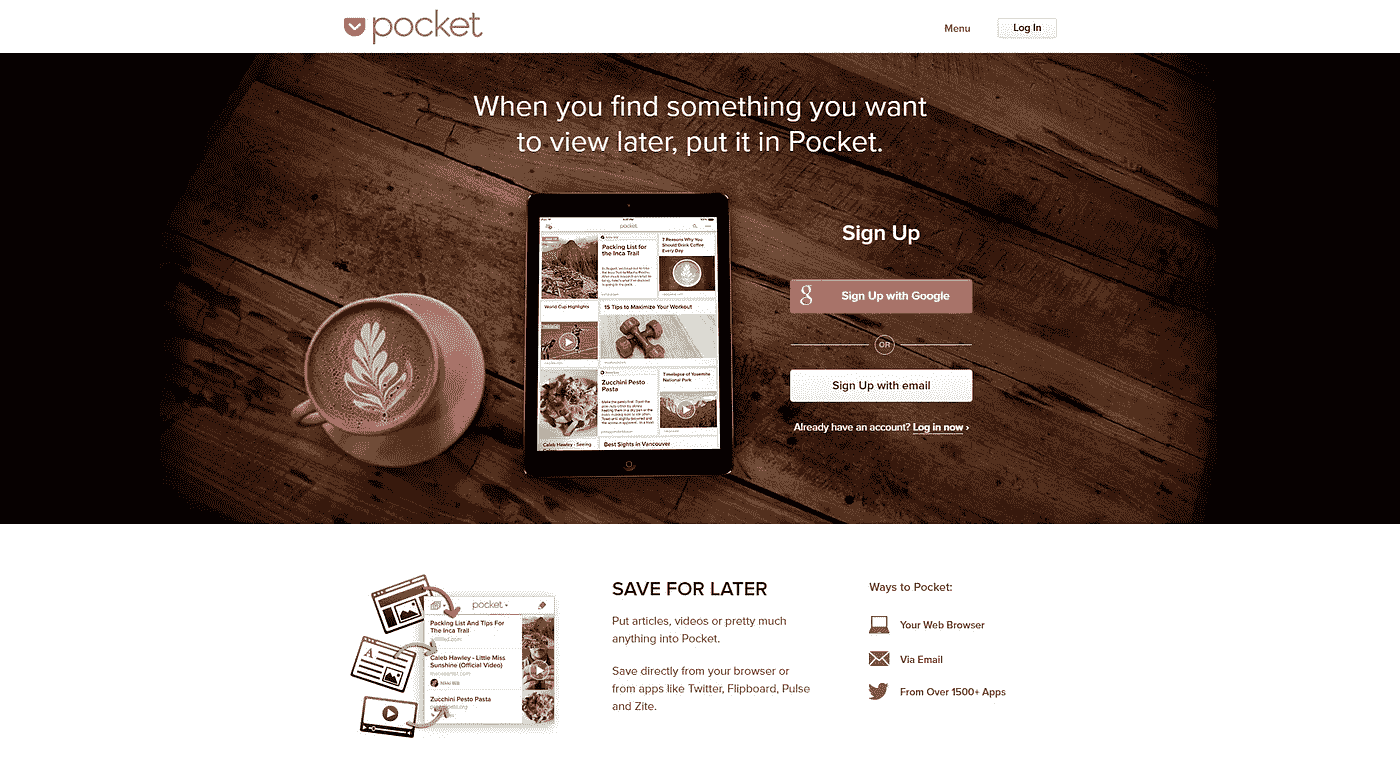 pocket
Menu
Log In
When you find something you want
to view later, put it in Pocket.
Sign Up
Sign Up with Google
OR
Sign Up with email
Already have an account? Log in now ›
pocket
Packing List for
the Inca Trail
7 Reasons Why You
Should Drink Coffee
Every Day
World Cup Highlights
15 Tips to Maximize Your Workout
Zucchini Pesto
Pasta
Timelapse of Yosemite
National Park
Caleb Hawley - Seeing
Best Sights in Vancouver
pocket
Packing List And Tips For
The Inca Trail
Caleb Hawley - Little Miss
Sunshine (Official Video)
Nikki Will
Zucchini Pesto Pasta
A
SAVE FOR LATER
Put articles, videos or pretty much
anything into Pocket.
Save directly from your browser or
from apps like Twitter, Flipboard, Pulse
and Zite.
Ways to Pocket:
Your Web Browser
Via Email
From Over 1500+ Apps